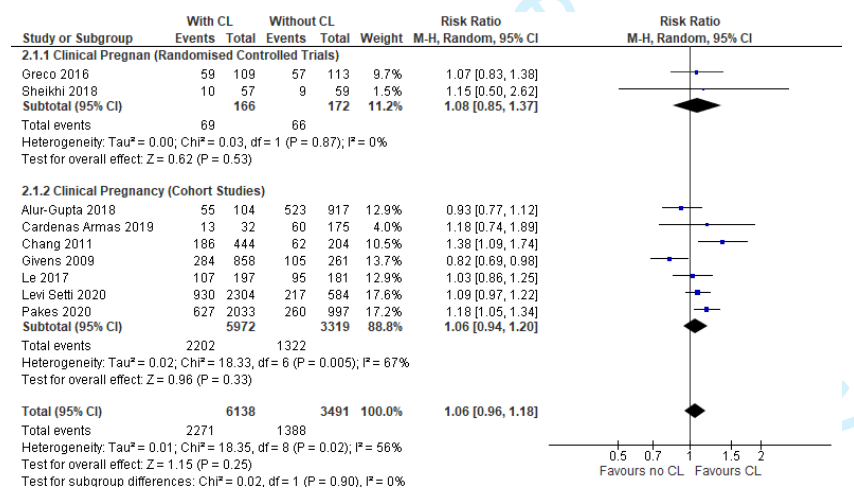 With CL Without CL Risk Ratio Risk Ratio
Study or Subgroup Events Total Events Total Weight M-H, Random, 95% CI M-H, Random, 95% CI
2.1.1 Clinical Pregnan (Randomised Controlled Trials)
Greco 2016 59 109 57 113 9.7% 1.07 [0.83, 1.38]
Sheikhi 2018 10 57 9 59 1.5% 1.15 [0.50, 2.62]
Subtotal (95% CI) 166 172 11.2% 1.08 [0.85, 1.37]
Total events 69 66
Heterogeneity: Tau² = 0.00; Chi² = 0.03, df = 1 (P = 0.87); I² = 0%
Test for overall effect: Z = 0.62 (P = 0.53)
2.1.2 Clinical Pregnancy (Cohort Studies)
Alur-Gupta 2018 55 104 523 917 12.9% 0.93 [0.77, 1.12]
Cardenas Armas 2019 13 32 60 175 4.0% 1.18 [0.74, 1.89]
Chang 2011 186 444 62 204 10.5% 1.38 [1.09, 1.74]
Givens 2009 284 858 105 261 13.7% 0.82 [0.69, 0.98]
Le 2017 107 197 95 181 12.9% 1.03 [0.86, 1.25]
Levi Setti 2020 930 2304 217 584 17.6% 1.09 [0.97, 1.22]
Pakes 2020 627 2033 260 997 17.2% 1.18 [1.05, 1.34]
Subtotal (95% CI) 5972 3319 88.8% 1.06 [0.94, 1.20]
Total events 2202 1322
Heterogeneity: Tau² = 0.02; Chi² = 18.33, df = 6 (P = 0.005); I² = 67%
Test for overall effect: Z = 0.96 (P = 0.33)
Total (95% CI) 6138 3491 100.0% 1.06 [0.96, 1.18]
Total events 2271 1388
Heterogeneity: Tau² = 0.01; Chi² = 18.35, df = 8 (P = 0.02); I² = 56%
Test for overall effect: Z = 1.15 (P = 0.25)
Test for subgroup differences: Chi² = 0.02, df = 1 (P = 0.90), I² = 0%
0.5 0.7 1 1.5 2
Favours no CL Favours CL